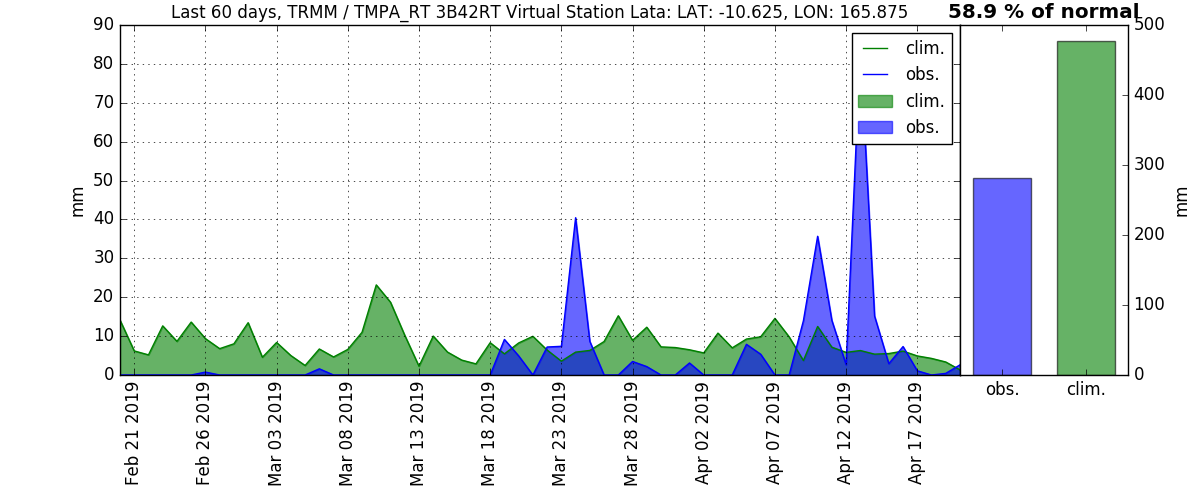 Last 60 days, TRMM / TMPA_RT 3B42RT Virtual Station Lata: LAT: -10.625, LON: 165.875
58.9 % of normal
90
80
70
60
50
40
30
20
10
0
mm
clim.
obs.
clim.
obs.
Feb 21 2019
Feb 26 2019
Mar 03 2019
Mar 08 2019
Mar 13 2019
Mar 18 2019
Mar 23 2019
Mar 28 2019
Apr 02 2019
Apr 07 2019
Apr 12 2019
Apr 17 2019
500
400
300
200
100
0
mm
obs.
clim.